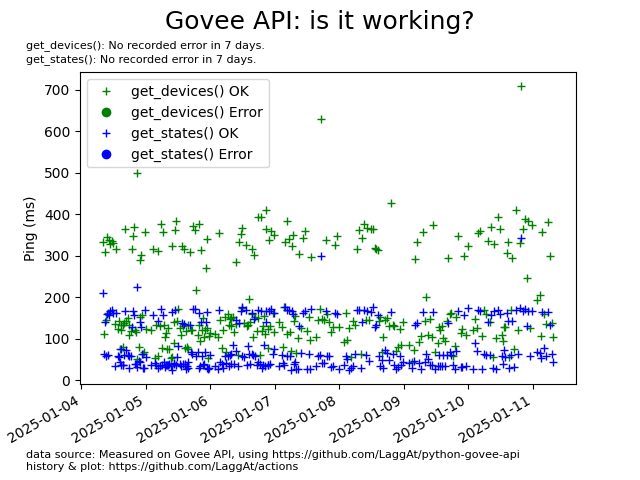 Govee API: is it working?
get_devices(): No recorded error in 7 days.
get_states(): No recorded error in 7 days.
get_devices() OK
get_devices() Error
get_states() OK
get_states() Error
Ping (ms)
700
600
500
400
300
200
100
0
2025-01-04
2025-01-05
2025-01-06
2025-01-07
2025-01-08
2025-01-09
2025-01-10
2025-01-11
data source: Measured on Govee API, using https://github.com/LaggAt/python-govee-api
history & plot: https://github.com/LaggAt/actions